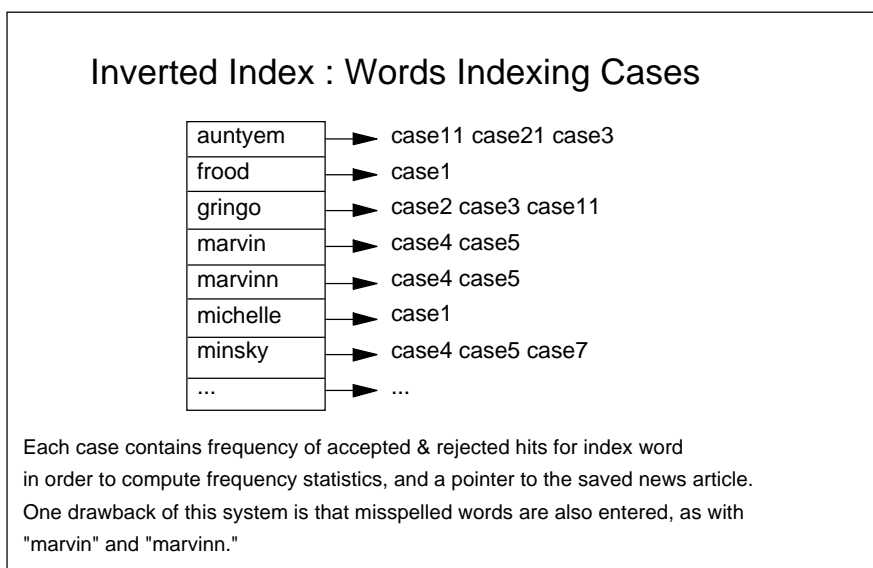 Inverted Index : Words Indexing Cases
auntyem case11 case21 case3
frood case1
gringo case2 case3 case11
marvin case4 case5
marvinn case4 case5
michelle case1
minsky case4 case5 case7
... ...
Each case contains frequency of accepted & rejected hits for index word
in order to compute frequency statistics, and a pointer to the saved news article.
One drawback of this system is that misspelled words are also entered, as with
"marvin" and "marvinn."